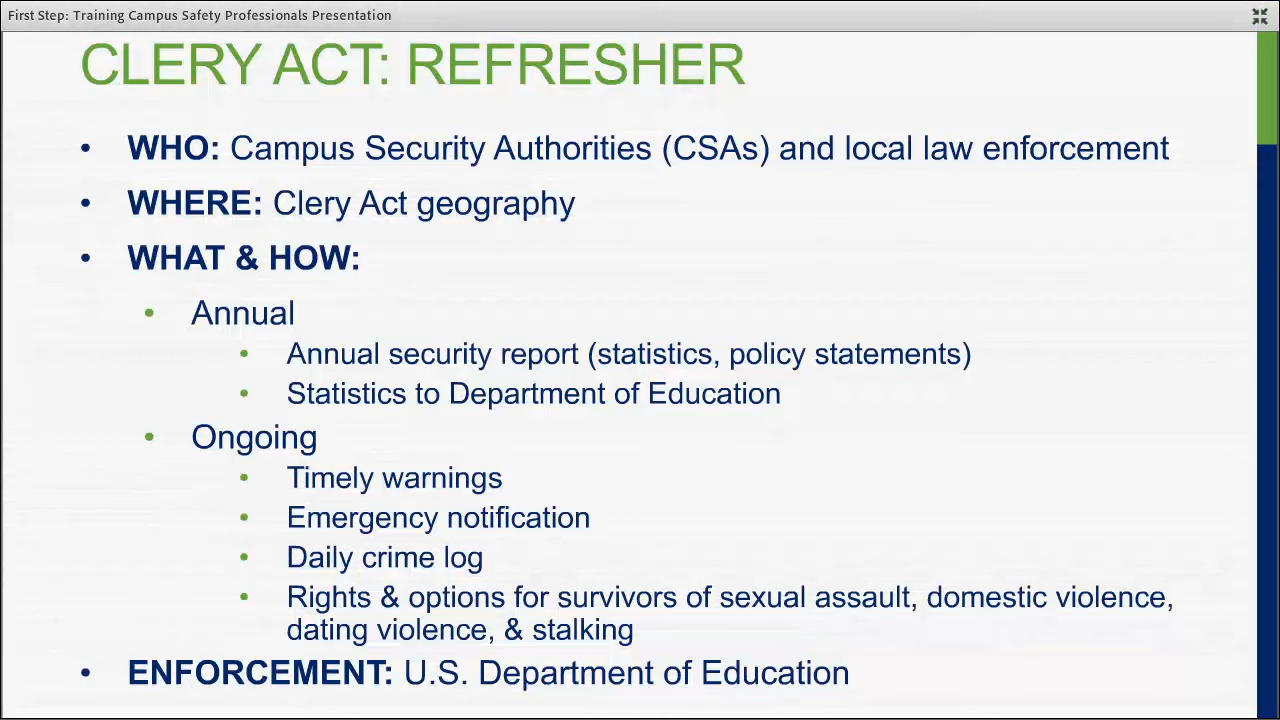 First Step: Training Campus Safety Professionals Presentation
CLERY ACT: REFRESHER
• WHO: Campus Security Authorities (CSAs) and local law enforcement
• WHERE: Clery Act geography
• WHAT & HOW:
• Annual
• Annual security report (statistics, policy statements)
• Statistics to Department of Education
• Ongoing
• Timely warnings
• Emergency notification
• Daily crime log
• Rights & options for survivors of sexual assault, domestic violence,
dating violence, & stalking
• ENFORCEMENT: U.S. Department of Education